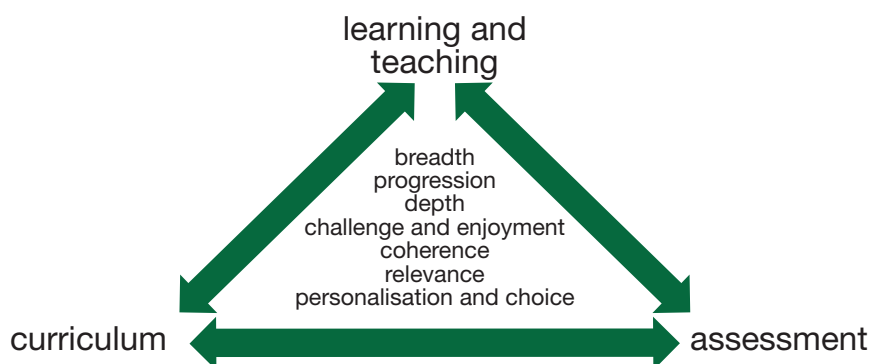 learning and
teaching
breadth
progression
depth
challenge and enjoyment
coherence
relevance
personalisation and choice
curriculum
assessment